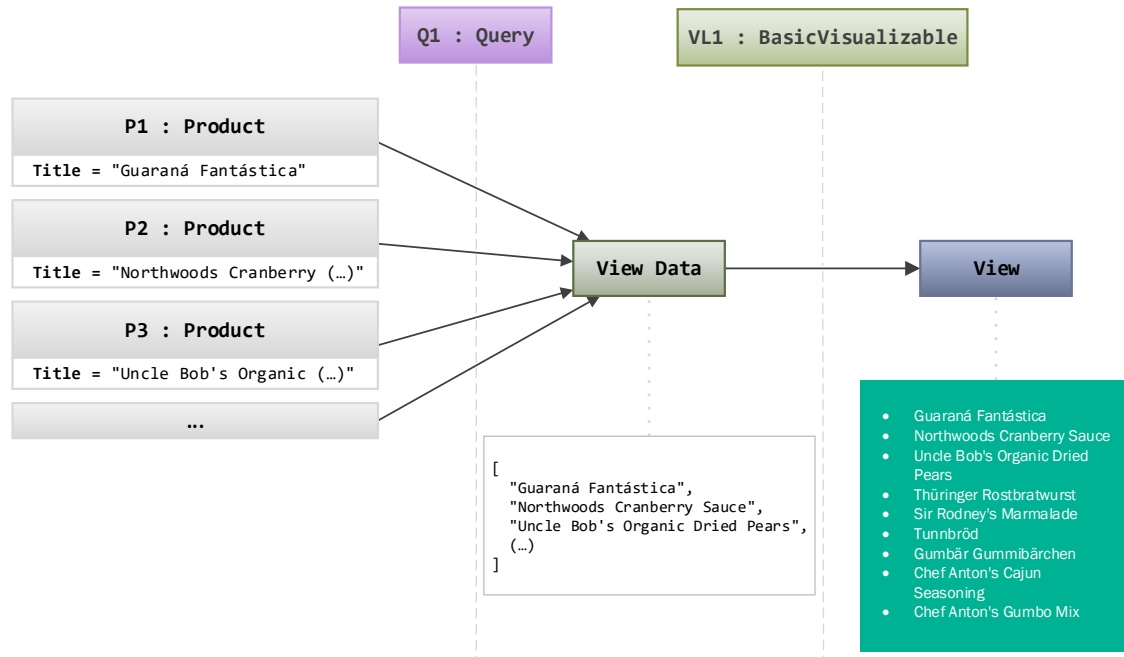 Q1 : Query
VL1 : BasicVisualizable
P1 : Product
Title = "Guaraná Fantástica"
P2 : Product
Title = "Northwoods Cranberry (…)"
P3 : Product
Title = "Uncle Bob's Organic (…)"
...
View Data
View
[
"Guaraná Fantástica",
"Northwoods Cranberry Sauce",
"Uncle Bob's Organic Dried Pears",
(…)
]
• Guaraná Fantástica
• Northwoods Cranberry Sauce
• Uncle Bob's Organic Dried
Pears
• Thüringer Rostbratwurst
• Sir Rodney's Marmalade
• Tunnbröd
• Gumbär Gummibärchen
• Chef Anton's Cajun
Seasoning
• Chef Anton's Gumbo Mix